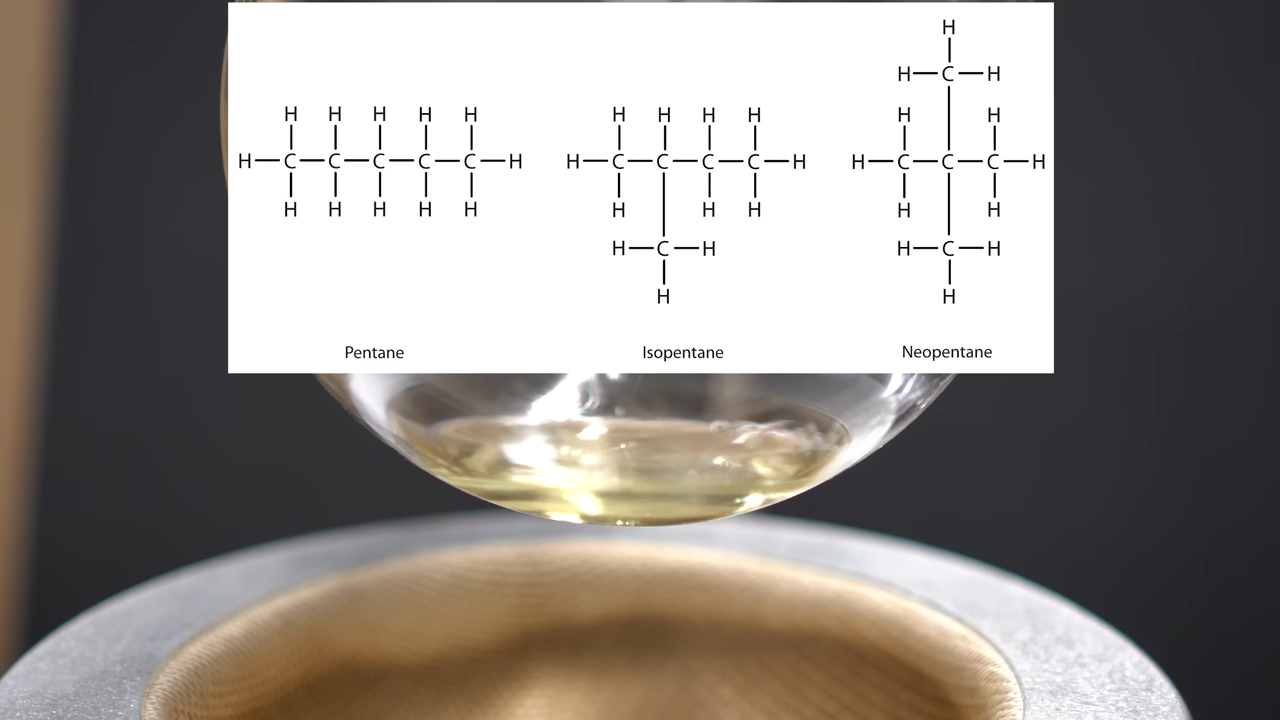 H
H C H
H H H H H H H H H H H
H C C C C C H H C C C C H H C C C H
H H H H H H H H H H
H C H H C H
H H
Pentane Isopentane Neopentane